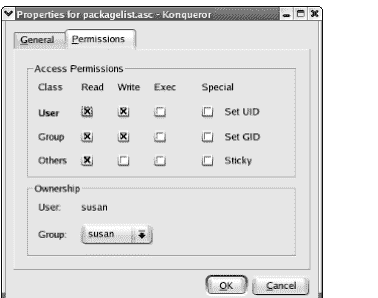 Properties for packagelist.asc - Konqueror
General Permissions
Access Permissions
Class Read Write Exec Special
User Set UID
Group Set GID
Others Sticky
Ownership
User: susan
Group: susan
OK Cancel